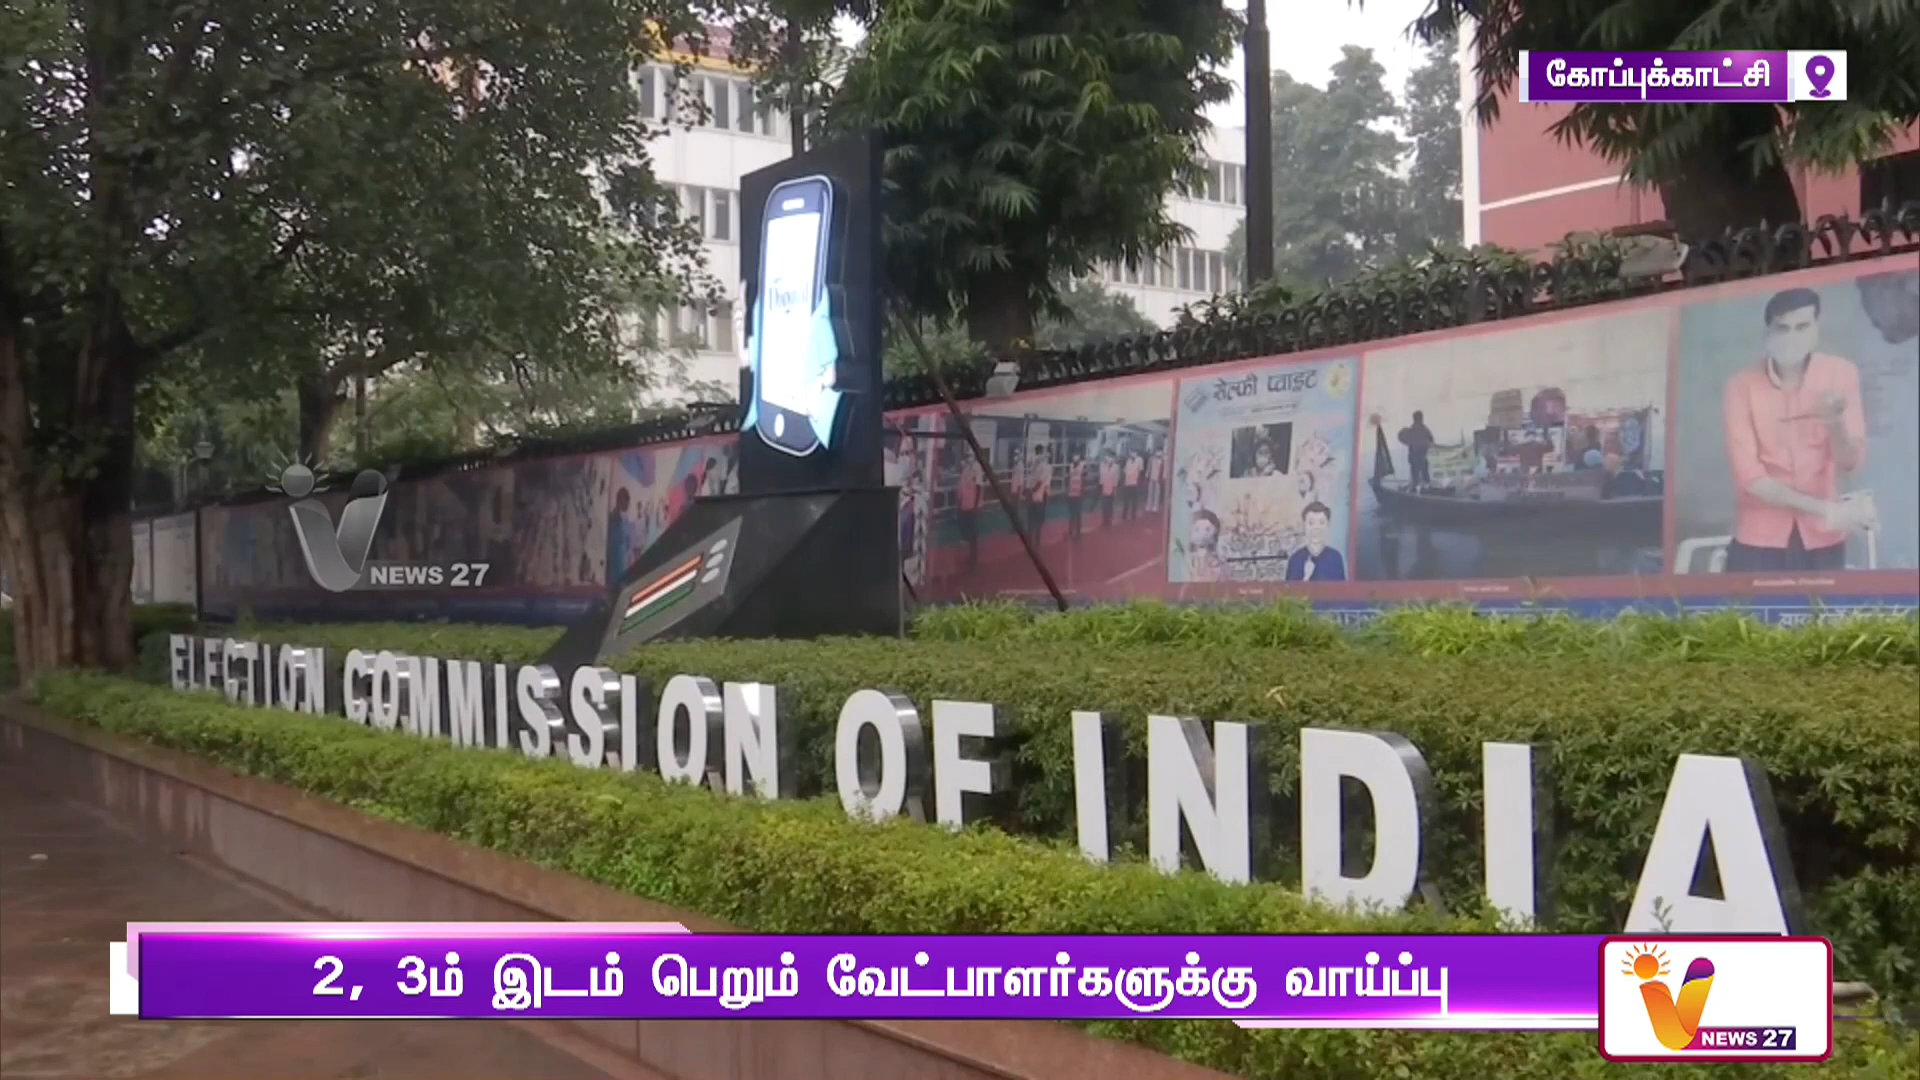 கோப்புக்காட்சி
सेल्फी प्वाइंट
NEWS 27
ELECTION COMMISSION OF INDIA
2, 3ம் இடம் பெறும் வேட்பாளர்களுக்கு வாய்ப்பு
NEWS 27